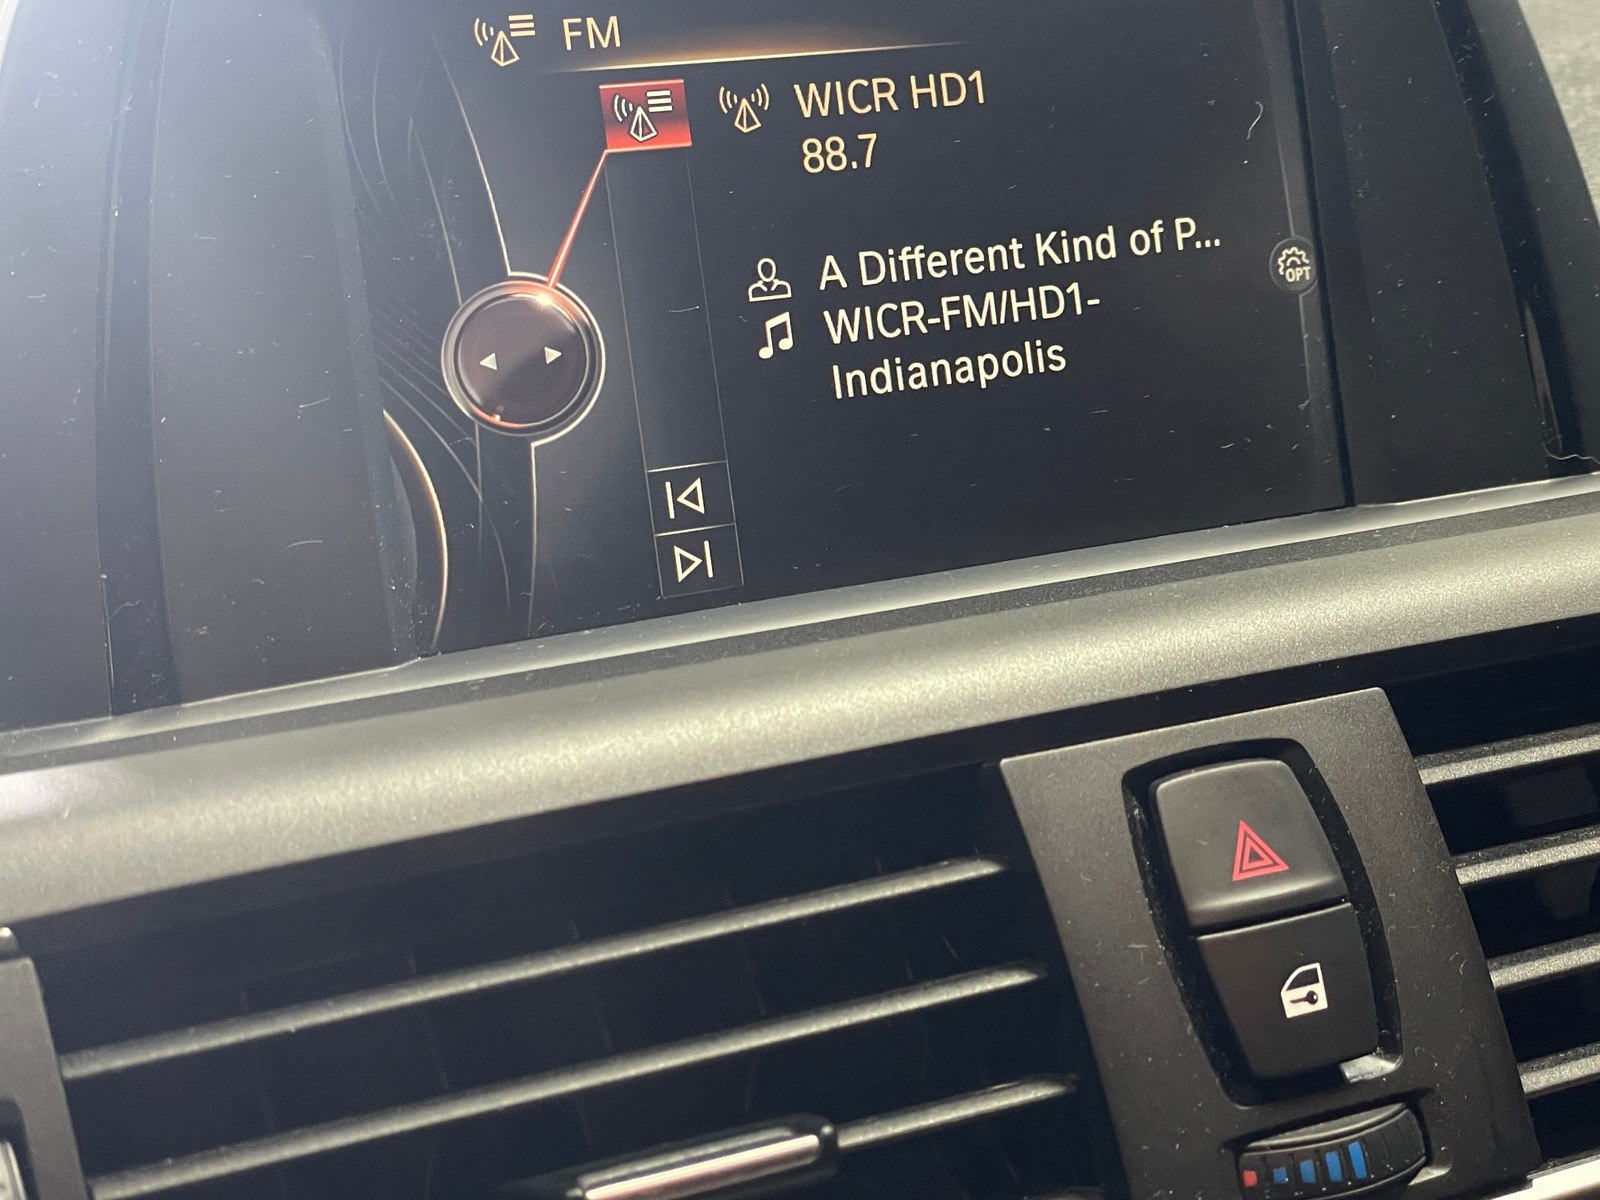 FM
WICR HD1
88.7
A Different Kind of P...
WICR-FM/HD1-
Indianapolis
OPT